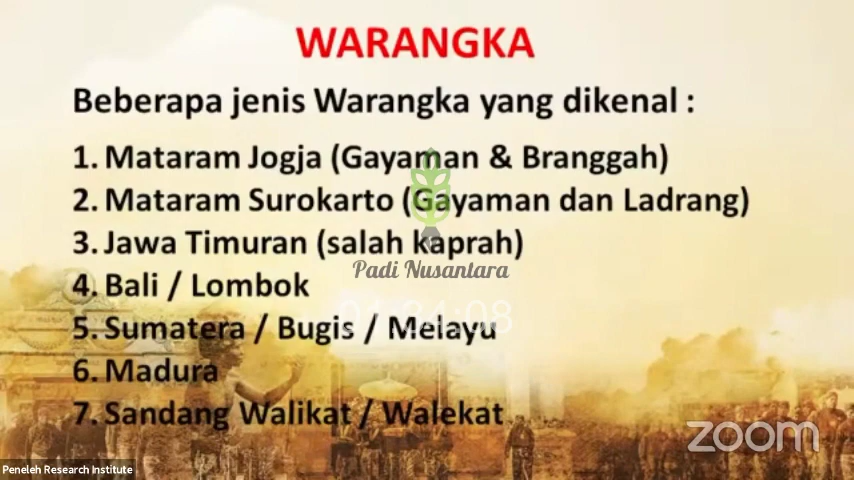 WARANGKA
Beberapa jenis Warangka yang dikenal :
1. Mataram Jogja (Gayaman & Branggah)
2. Mataram Surokarto (Gayaman dan Ladrang)
3. Jawa Timuran (salah kaprah)
Padi Nusantara
4. Bali / Lombok
5. Sumatera / Bugis / Melayu
6. Madura
7. Sandang Walikat / Walekat
zoom
Peneleh Research Institute